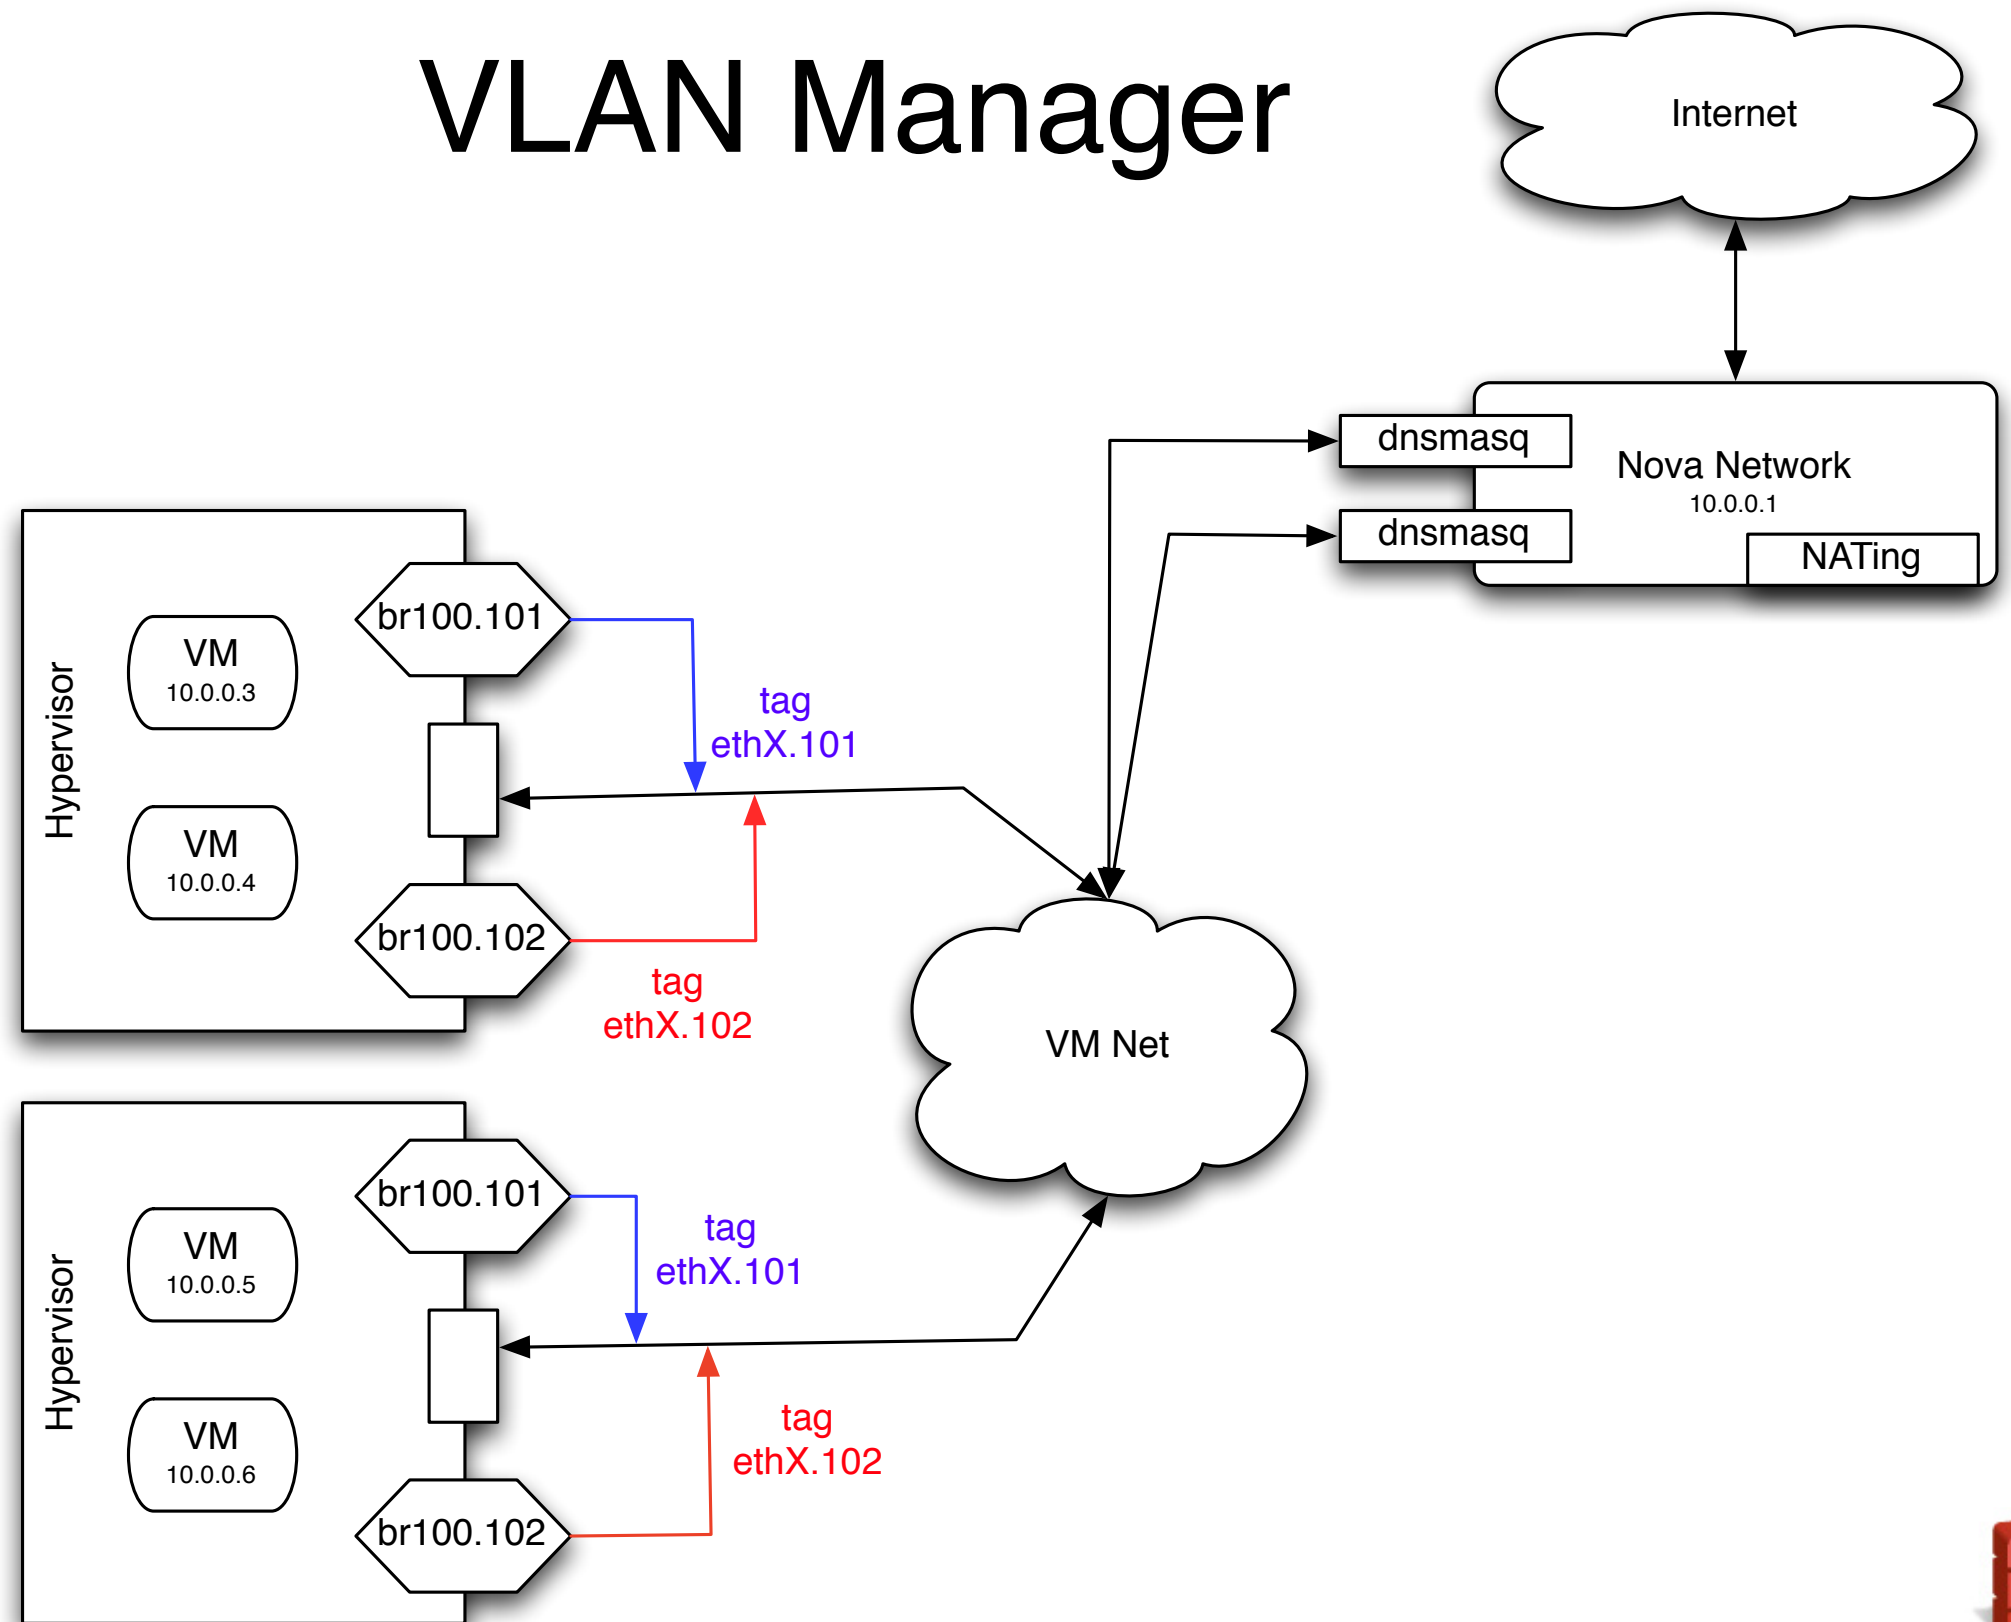 VLAN Manager
Internet
dnsmasq
dnsmasq
Nova Network
10.0.0.1
NATing
Hypervisor
br100.101
VM
10.0.0.3
VM
10.0.0.4
br100.102
tag
ethX.101
tag
ethX.102
VM Net
Hypervisor
br100.101
VM
10.0.0.5
VM
10.0.0.6
br100.102
tag
ethX.101
tag
ethX.102